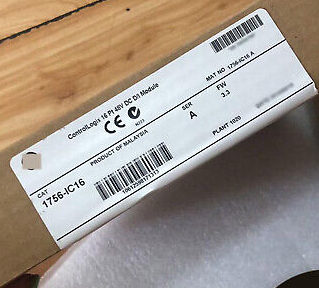 ControlLogix 16 Pt 48V DC D/I Module
MAT NO 1756-IC16 A
CE
N223
CAT
1756-IC16
PRODUCT OF MALAYSIA
SER
A
FW
3.3
PLANT 1020